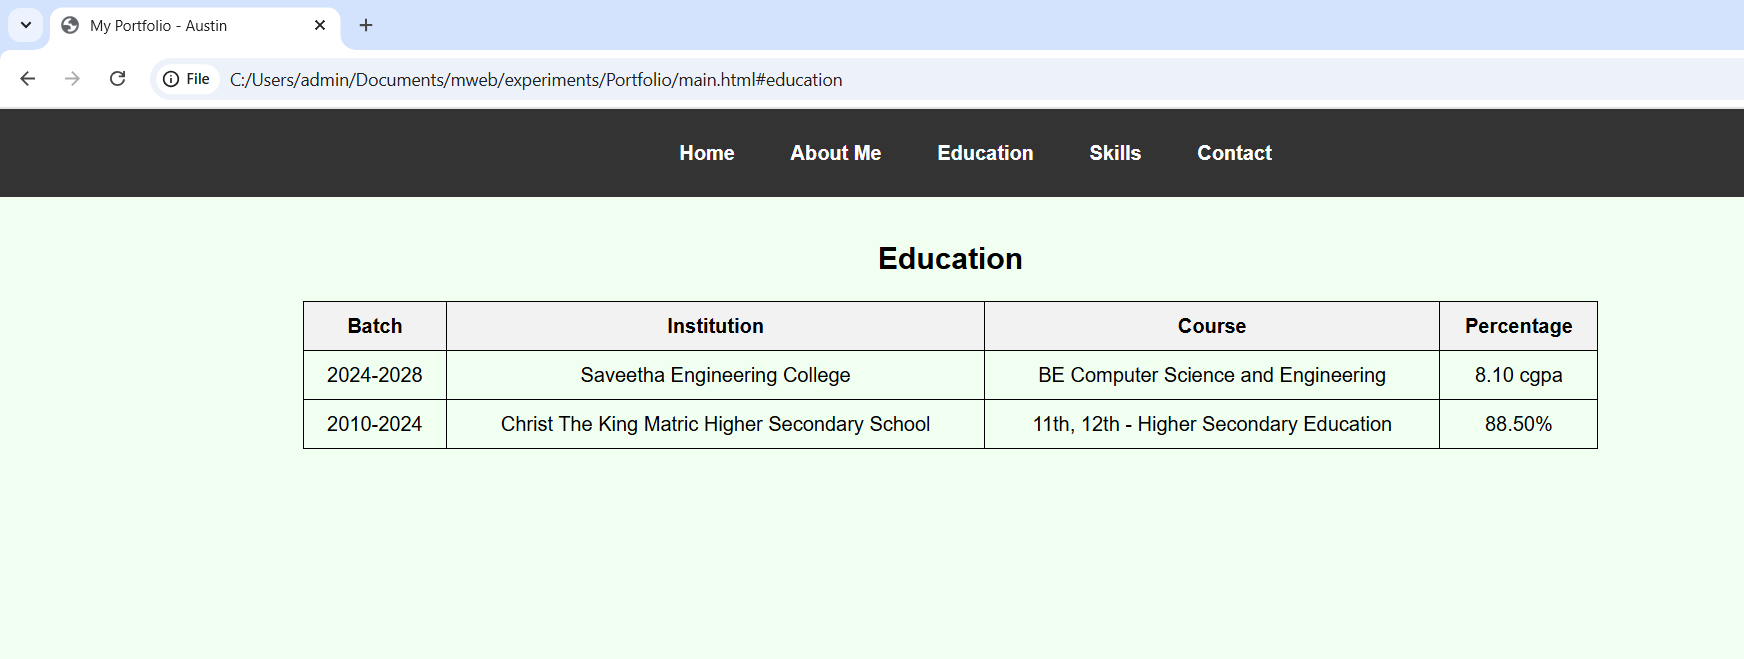 My Portfolio - Austin
File C:/Users/admin/Documents/mweb/experiments/Portfolio/main.html#education
Home About Me Education Skills Contact
Education
Batch Institution Course Percentage
2024-2028 Saveetha Engineering College BE Computer Science and Engineering 8.10 cgpa
2010-2024 Christ The King Matric Higher Secondary School 11th, 12th - Higher Secondary Education 88.50%